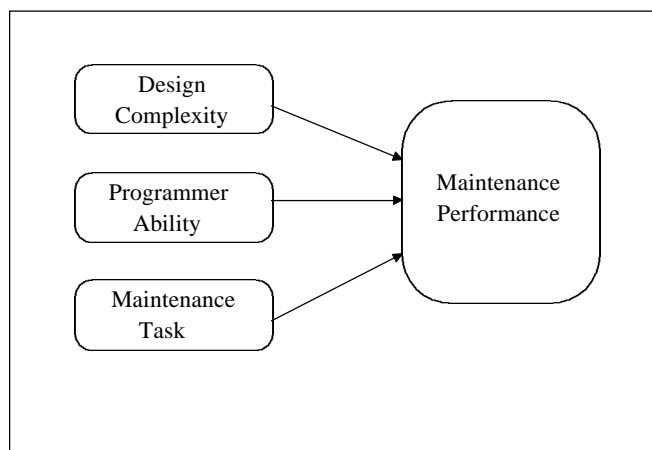 Design
Complexity
Programmer
Ability
Maintenance
Task
Maintenance
Performance